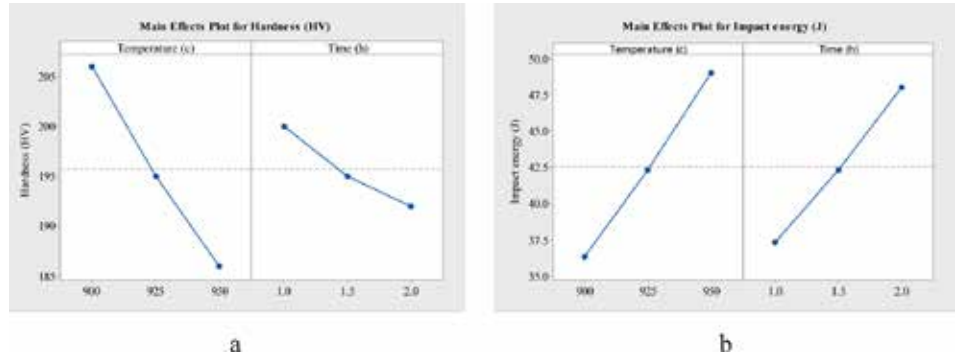 Main Effects Plot for Hardness (HV)
Temperature (c) Time (h)
Hardness (HV)
205
200
195
190
185
900 925 950 1.0 1.5 2.0
a
Main Effects Plot for Impact energy (J)
Temperature (c) Time (h)
Impact energy (J)
50.0
47.5
45.0
42.5
40.0
37.5
35.0
900 925 950 1.0 1.5 2.0
b